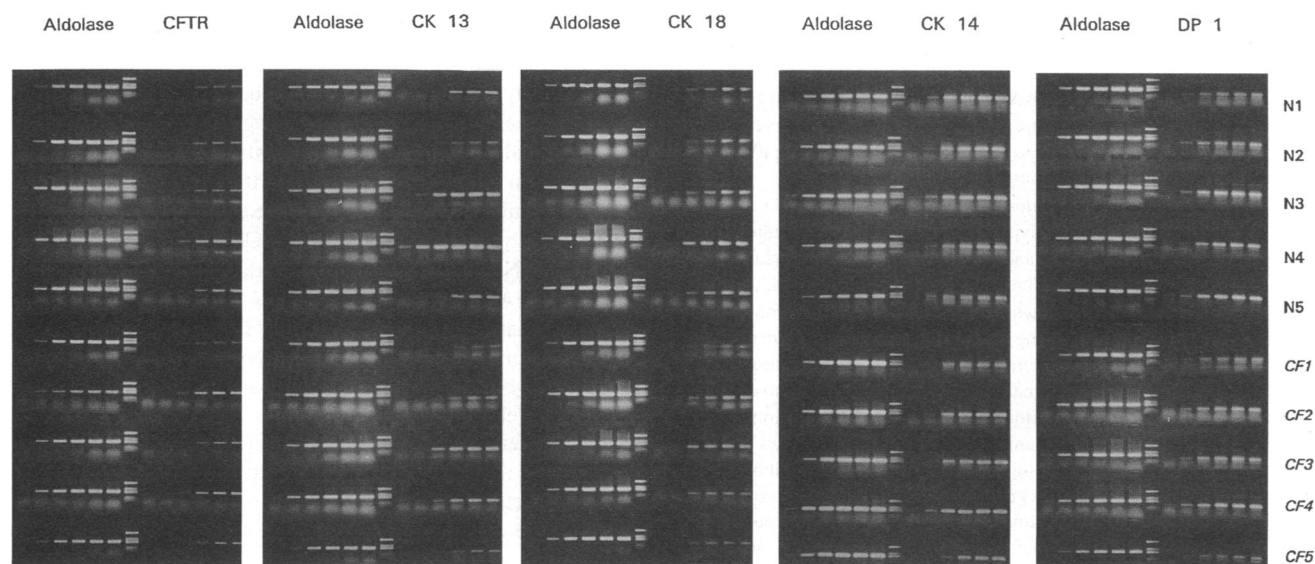 Aldolase CFTR Aldolase CK 13 Aldolase CK 18 Aldolase CK 14 Aldolase DP 1
N1
N2
N3
N4
N5
CF1
CF2
CF3
CF4
CF5